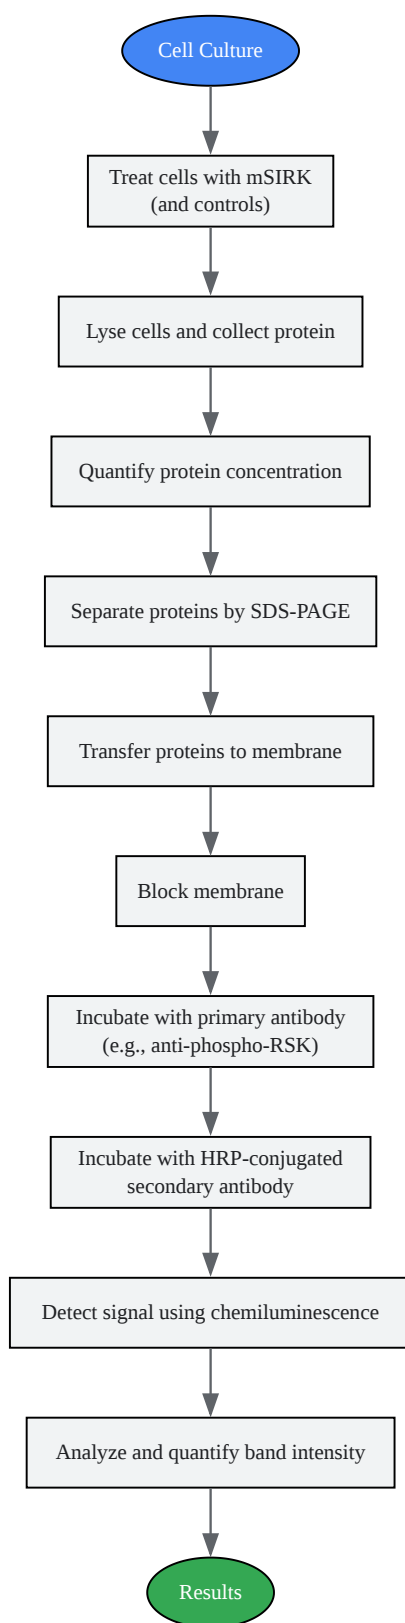 Cell Culture
Treat cells with mSIRK
(and controls)
Lyse cells and collect protein
Quantify protein concentration
Separate proteins by SDS-PAGE
Transfer proteins to membrane
Block membrane
Incubate with primary antibody
(e.g., anti-phospho-RSK)
Incubate with HRP-conjugated
secondary antibody
Detect signal using chemiluminescence
Analyze and quantify band intensity
Results